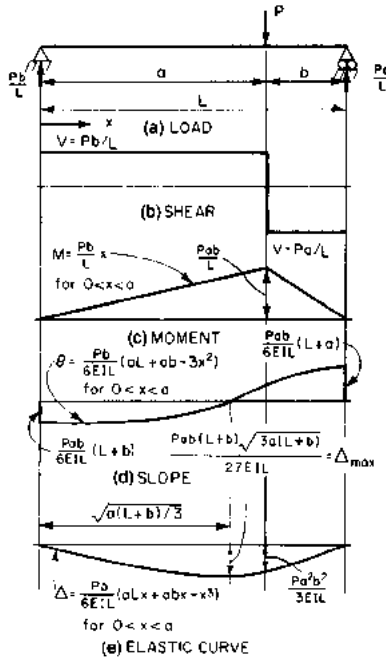 P
Pb/L
Pa/L
a
b
L
x
(a) LOAD
V = Pb/L
(b) SHEAR
V = Pa/L
M = Pb/L x
for 0 < x < a
Pab/L
(c) MOMENT
Pab/6EIL (L + a)
θ = Pb/6EIL (aL + ab - 3x²)
for 0 < x < a
Pab/6EIL (L + b)
Pab(L + b)√3a(L + b)/27EIL = Δmax
(d) SLOPE
√a(L + b)/3
Δ = Pb/6EIL (aLx + abx - x³)
for 0 < x < a
Pa²b²/3EIL
(e) ELASTIC CURVE